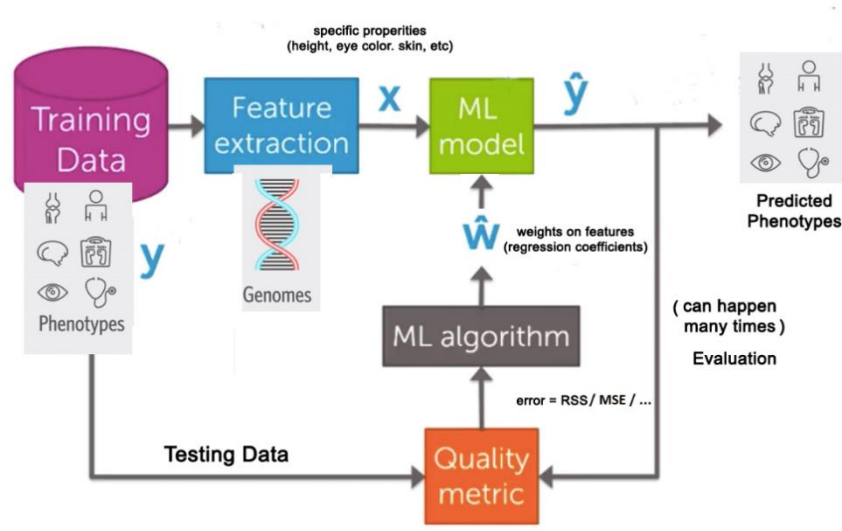 specific properities
(height, eye color. skin, etc)
Training
Data
Feature
extraction
x
ML
model
ŷ
Predicted
Phenotypes
y
Phenotypes
Genomes
ŵ
weights on features
(regression coefficients)
ML algorithm
( can happen
many times )
Evaluation
error = RSS/ MSE / ...
Testing Data
Quality
metric